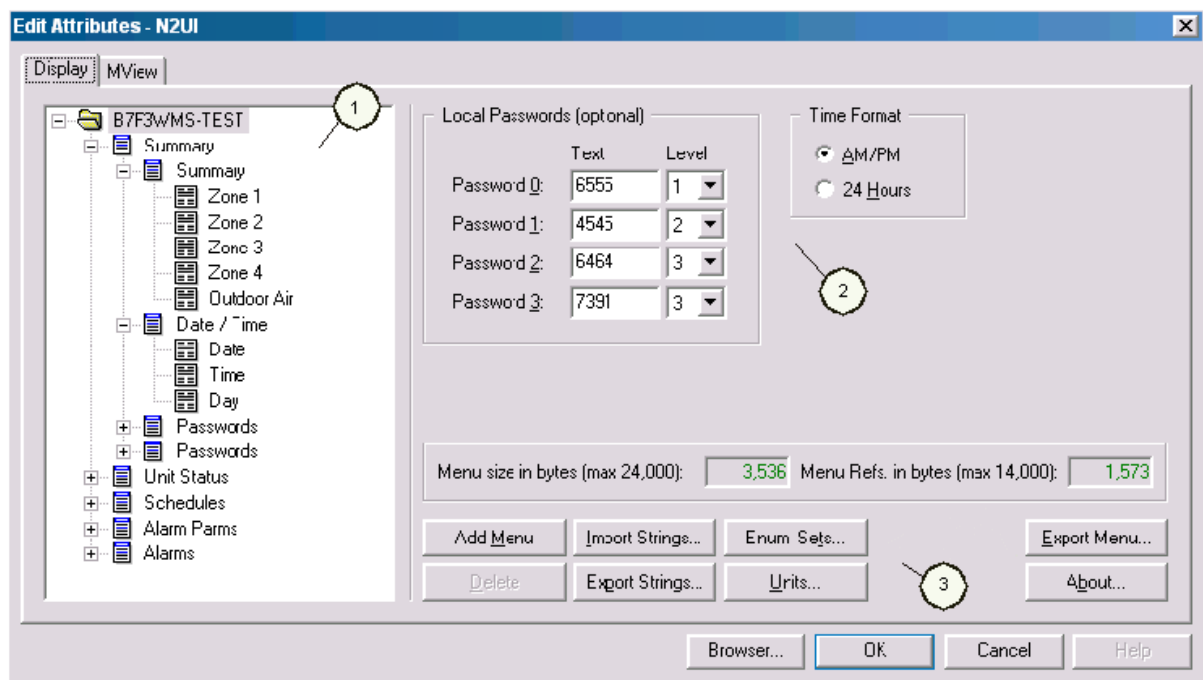 Edit Attributes - N2UI
Display
MView
1
B7F3WMS-TEST
Summary
Summary
Zone 1
Zone 2
Zone 3
Zone 4
Outdoor Air
Date / Time
Date
Time
Day
Passwords
Passwords
Unit Status
Schedules
Alarm Parms
Alarms
Local Passwords (optional)
Text Level
Password 0: 6555 1
Password 1: 4545 2
Password 2: 6464 3
Password 3: 7391 3
Time Format
AM/PM
24 Hours
2
Menu size in bytes (max 24,000): 3,536 Menu Refs. in bytes (max 14,000): 1,573
Add Menu Import Strings... Enum Sets... Export Menu...
Delete Export Strings... Units... About...
3
Browser... OK Cancel Help